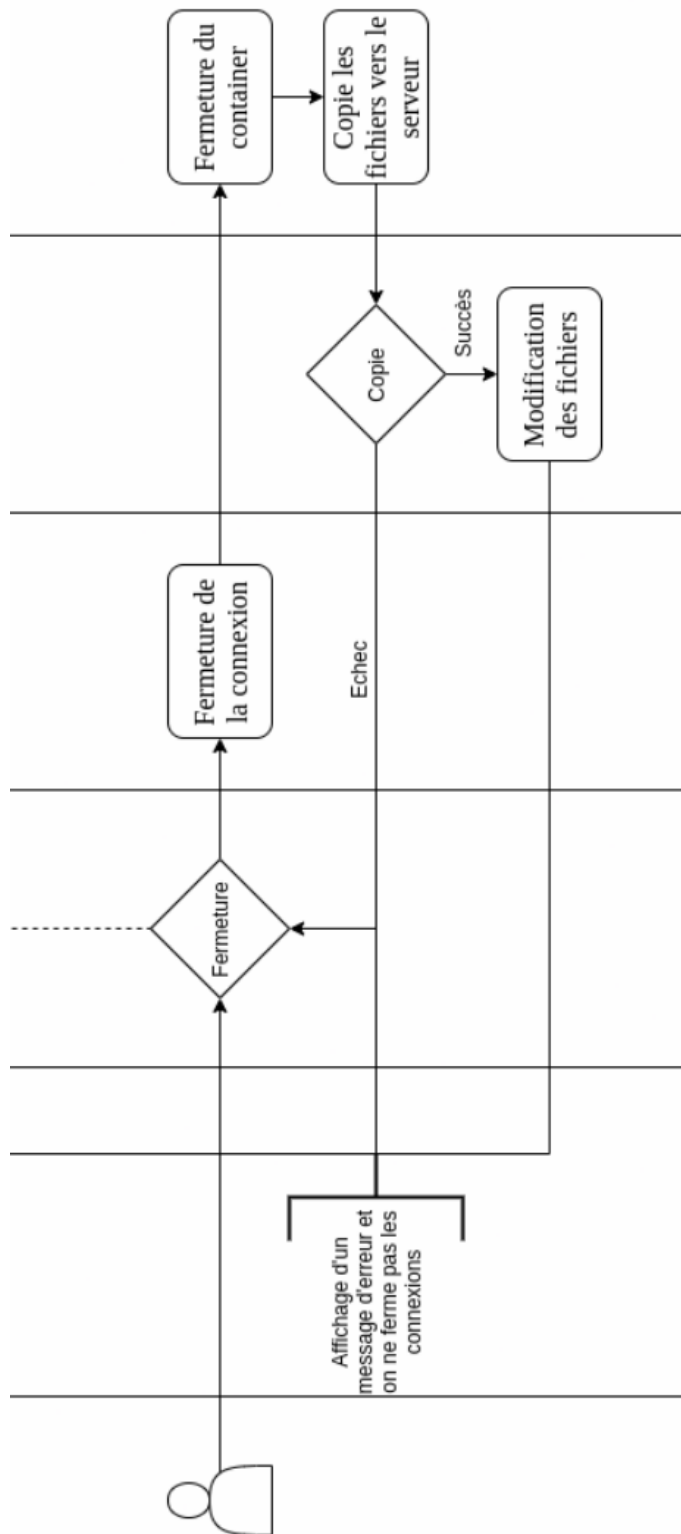 Fermeture du
container
Copie les
fichiers vers le
serveur
Copie
Succès
Modification
des fichiers
Fermeture de
la connexion
Echec
Fermeture
Affichage d'un
message d'erreur et
on ne ferme pas les
connexions